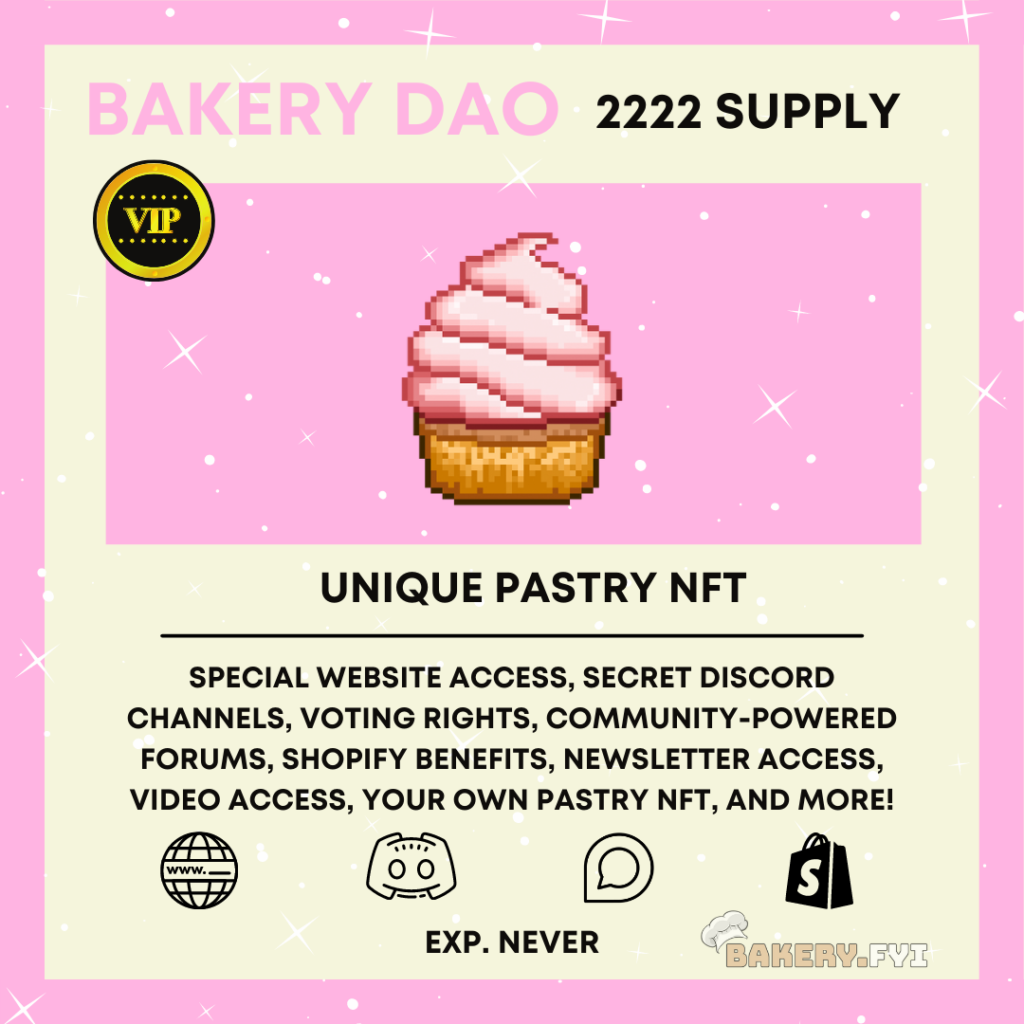 BAKERY DAO 2222 SUPPLY
VIP
UNIQUE PASTRY NFT
SPECIAL WEBSITE ACCESS, SECRET DISCORD
CHANNELS, VOTING RIGHTS, COMMUNITY-POWERED
FORUMS, SHOPIFY BENEFITS, NEWSLETTER ACCESS,
VIDEO ACCESS, YOUR OWN PASTRY NFT, AND MORE!
www.
S
EXP. NEVER
BAKERY.FYI